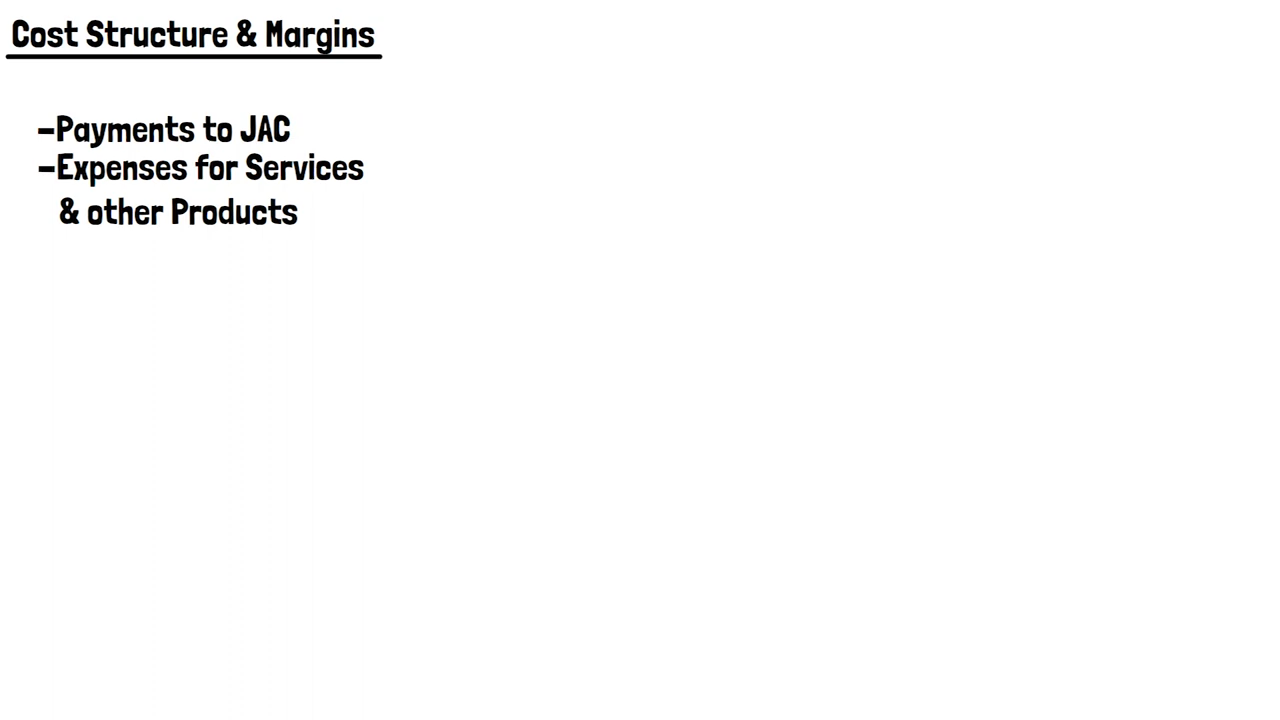 Cost Structure & Margins
-Payments to JAC
-Expenses for Services
& other Products